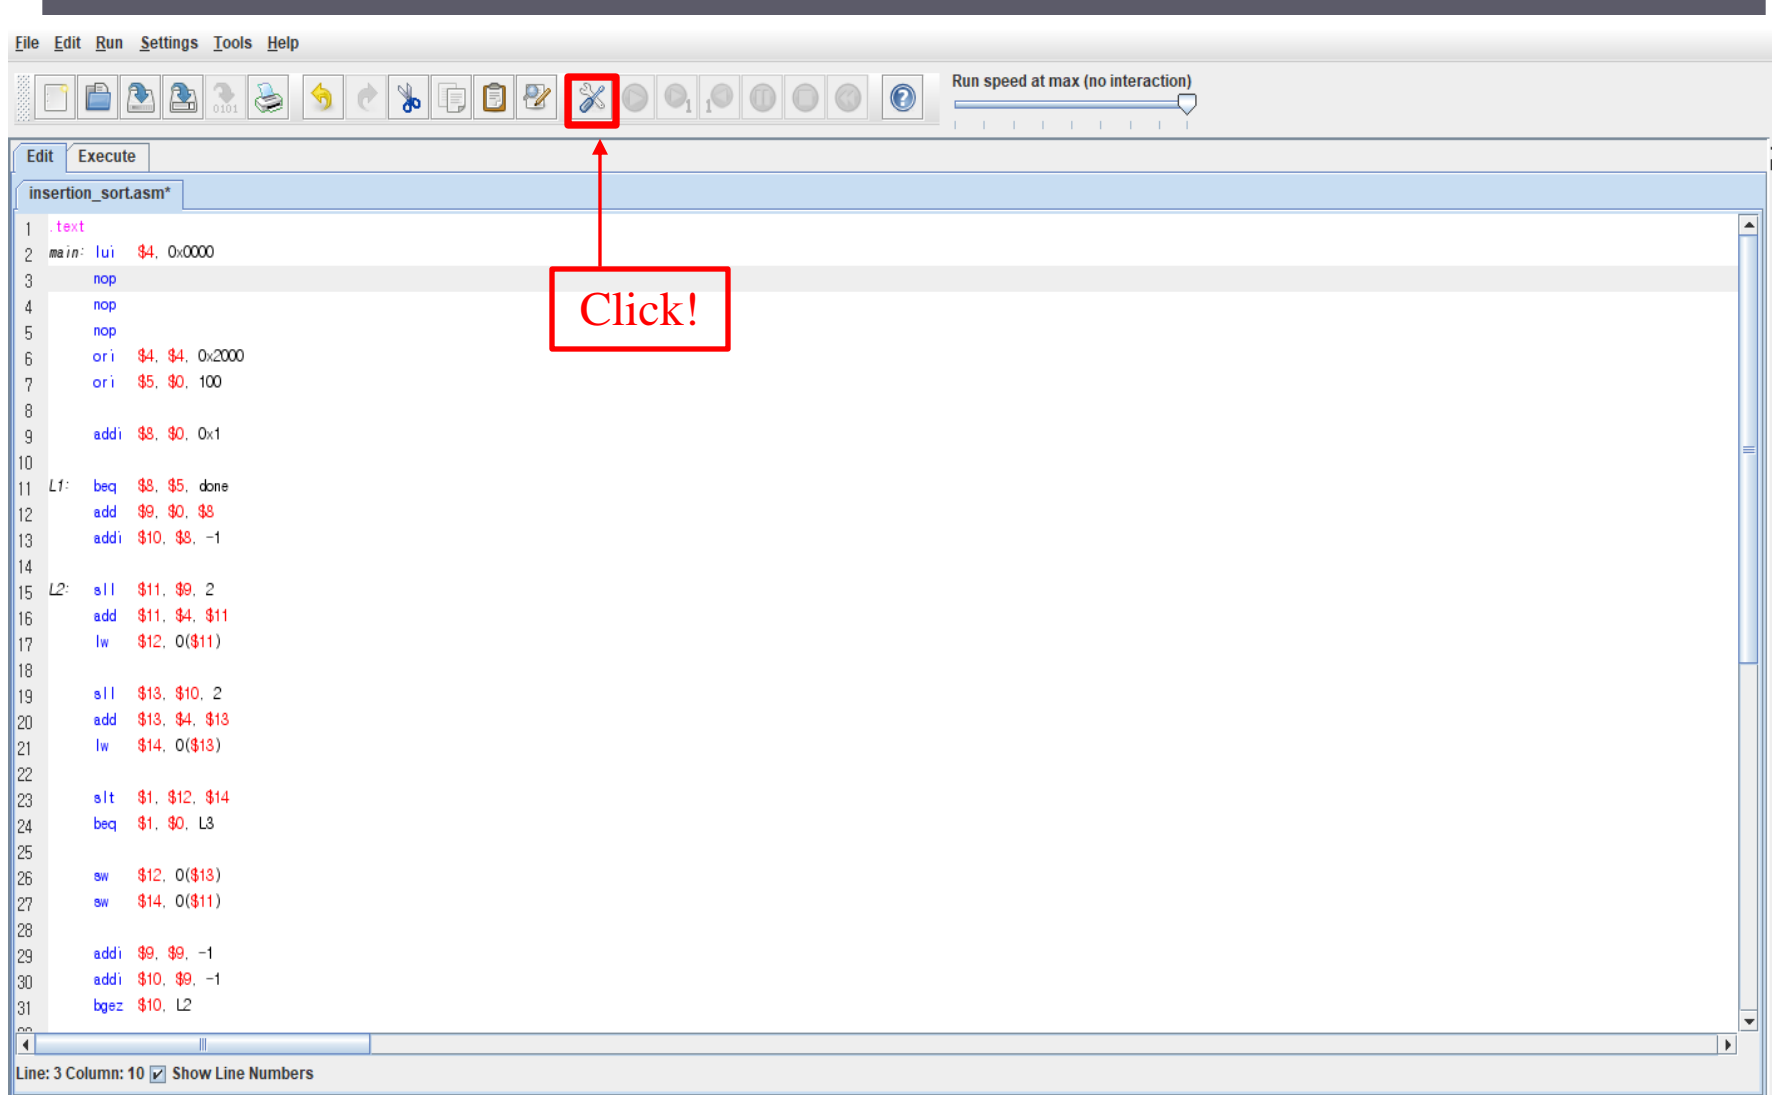 File Edit Run Settings Tools Help
0101
1
1
Run speed at max (no interaction)
Edit Execute
insertion_sort.asm*
1 .text
2 main: lui $4, 0x0000
3 nop
4 nop
5 nop
6 ori $4, $4, 0x2000
7 ori $5, $0, 100
8
9 addi $8, $0, 0x1
10
11 L1: beq $8, $5, done
12 add $9, $0, $8
13 addi $10, $8, -1
14
15 L2: sll $11, $9, 2
16 add $11, $4, $11
17 lw $12, 0($11)
18
19 sll $13, $10, 2
20 add $13, $4, $13
21 lw $14, 0($13)
22
23 slt $1, $12, $14
24 beq $1, $0, L3
25
26 sw $12, 0($13)
27 sw $14, 0($11)
28
29 addi $9, $9, -1
30 addi $10, $9, -1
31 bgez $10, L2
Click!
Line: 3 Column: 10 Show Line Numbers